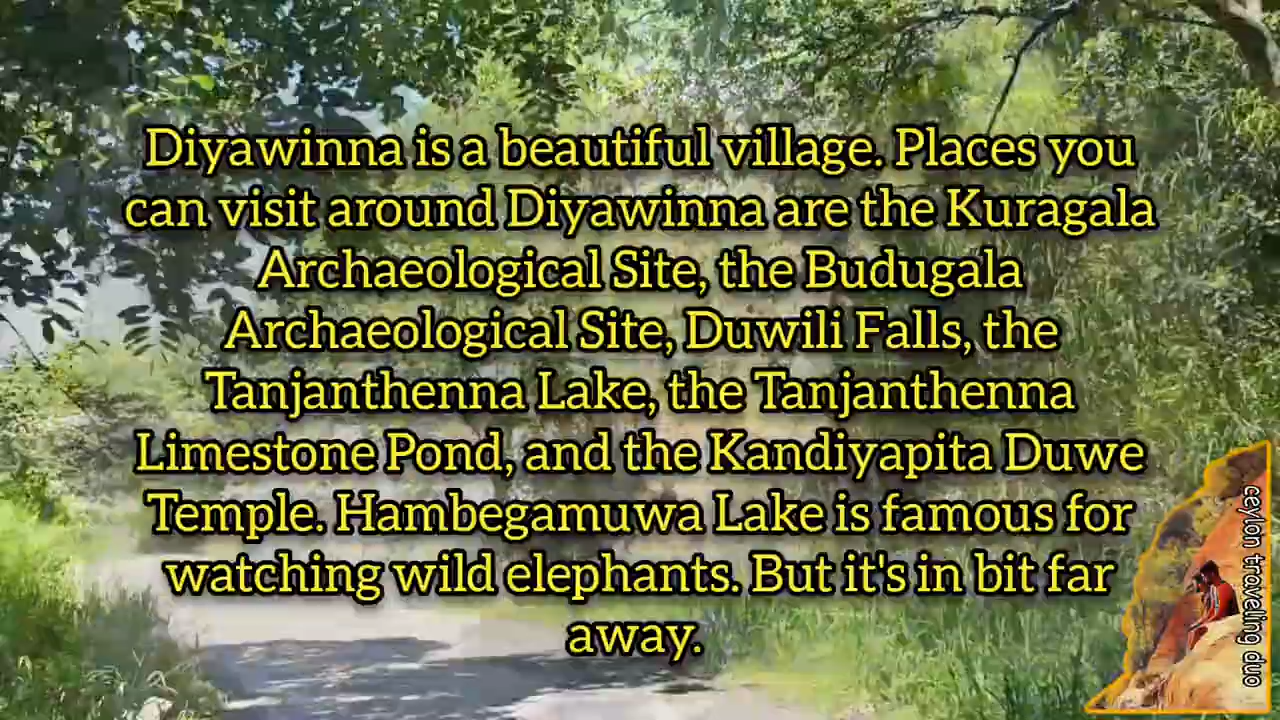 Diyawinna is a beautiful village. Places you
can visit around Diyawinna are the Kuragala
Archaeological Site, the Budugala
Archaeological Site, Duwili Falls, the
Tanjanthenna Lake, the Tanjanthenna
Limestone Pond, and the Kandiyapita Duwe
Temple. Hambegamuwa Lake is famous for
watching wild elephants. But it's in bit far
away.
ceylon traveling duo